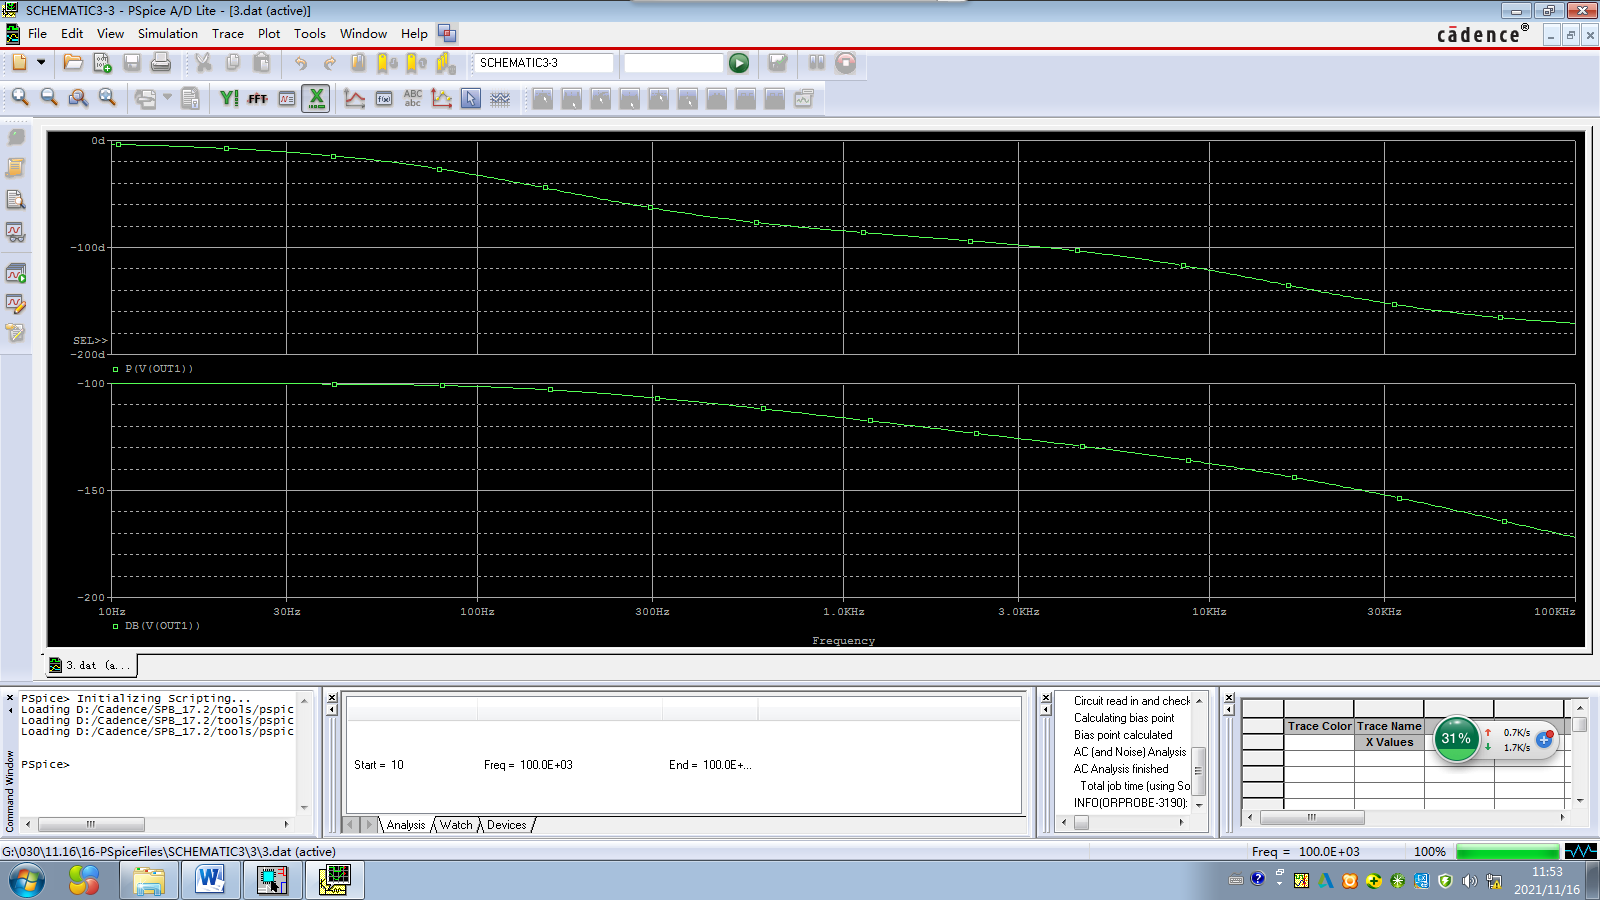 SCHEMATIC3-3 - PSpice A/D Lite - [3.dat (active)]
File Edit View Simulation Trace Plot Tools Window Help
cādence®
SCHEMATIC3-3
FFT
ABC
abc
0d
-100d
SEL>>
-200d
P(V(OUT1))
-100
-150
-200
10Hz 30Hz 100Hz 300Hz 1.0KHz 3.0KHz 10KHz 30KHz 100KHz
DB(V(OUT1))
Frequency
3.dat (a...
Command Window
PSpice> Initializing Scripting...
Loading D:/Cadence/SPB_17.2/tools/pspic
Loading D:/Cadence/SPB_17.2/tools/pspic
Loading D:/Cadence/SPB_17.2/tools/pspic
PSpice>
Start = 10 Freq = 100.0E+03 End = 100.0E+...
Analysis Watch Devices
Circuit read in and check
Calculating bias point
Bias point calculated
AC (and Noise) Analysis
AC Analysis finished
Total job time (using So
INFO(ORPROBE-3190):
Trace Color Trace Name
X Values
31%
0.7K/s
1.7K/s
G:\030\11.16\16-PSpiceFiles\SCHEMATIC3\3\3.dat (active)
Freq = 100.0E+03 100%
11:53
2021/11/16